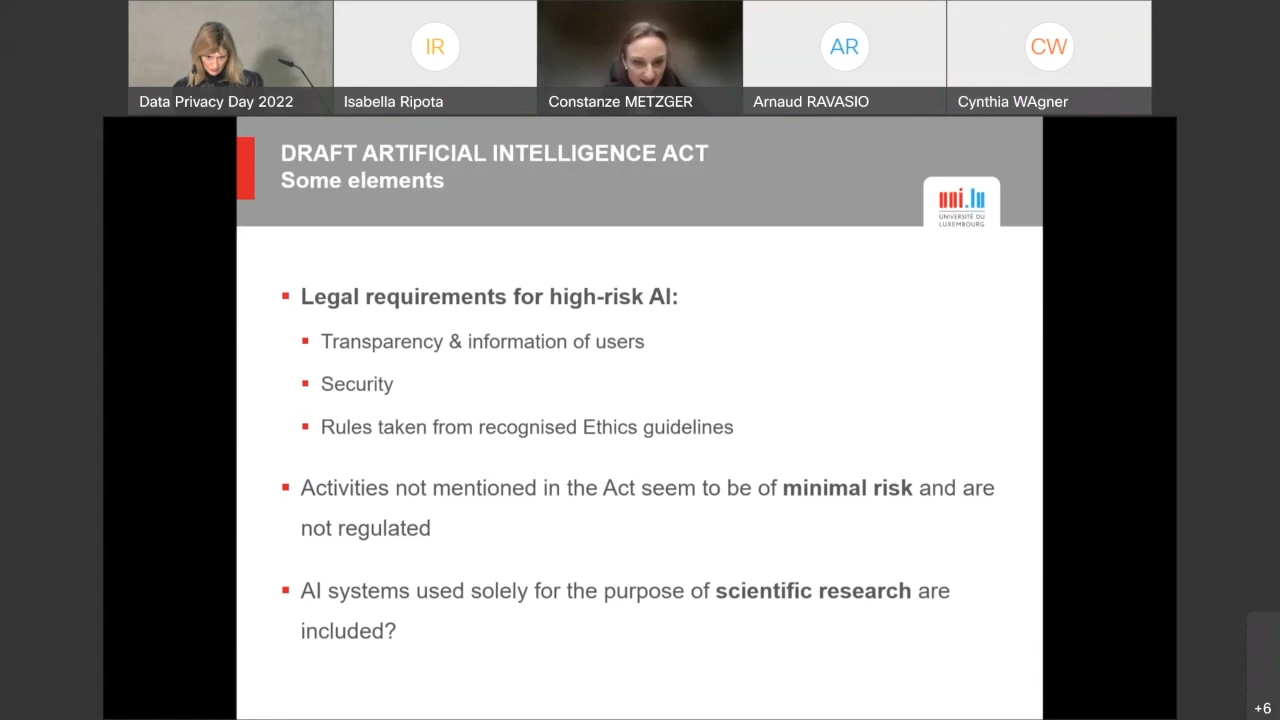 IR
AR
CW
Data Privacy Day 2022
Isabella Ripota
Constanze METZGER
Arnaud RAVASIO
Cynthia WAgner
DRAFT ARTIFICIAL INTELLIGENCE ACT
Some elements
uni.lu
UNIVERSITÉ DU
LUXEMBOURG
Legal requirements for high-risk AI:
Transparency & information of users
Security
Rules taken from recognised Ethics guidelines
Activities not mentioned in the Act seem to be of minimal risk and are
not regulated
AI systems used solely for the purpose of scientific research are
included?
+6